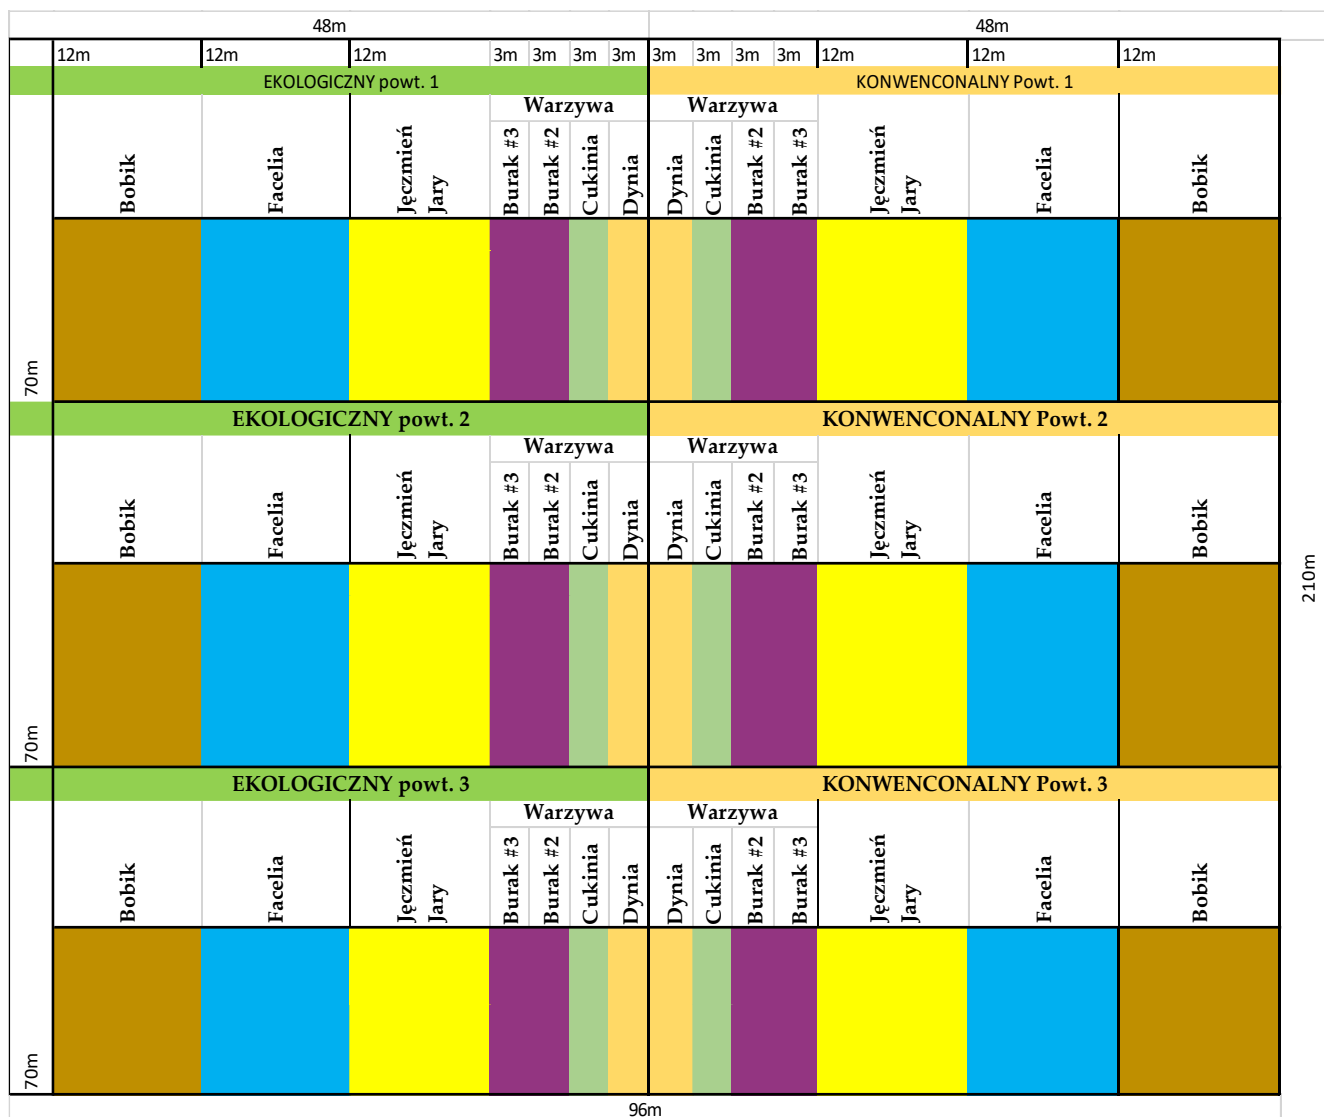 48m 48m
12m 12m 12m 3m 3m 3m 3m 3m 3m 3m 3m 12m 12m 12m
EKOLOGICZNY powt. 1 KONWENCONALNY Powt. 1
Warzywa Warzywa
Bobik
Facelia
Jęczmień
Jary
Burak #3
Burak #2
Cukinia
Dynia
Dynia
Cukinia
Burak #2
Burak #3
Jęczmień
Jary
Facelia
Bobik
70m
EKOLOGICZNY powt. 2 KONWENCONALNY Powt. 2
Warzywa Warzywa
Bobik
Facelia
Jęczmień
Jary
Burak #3
Burak #2
Cukinia
Dynia
Dynia
Cukinia
Burak #2
Burak #3
Jęczmień
Jary
Facelia
Bobik
70m
210m
EKOLOGICZNY powt. 3 KONWENCONALNY Powt. 3
Warzywa Warzywa
Bobik
Facelia
Jęczmień
Jary
Burak #3
Burak #2
Cukinia
Dynia
Dynia
Cukinia
Burak #2
Burak #3
Jęczmień
Jary
Facelia
Bobik
70m
96m